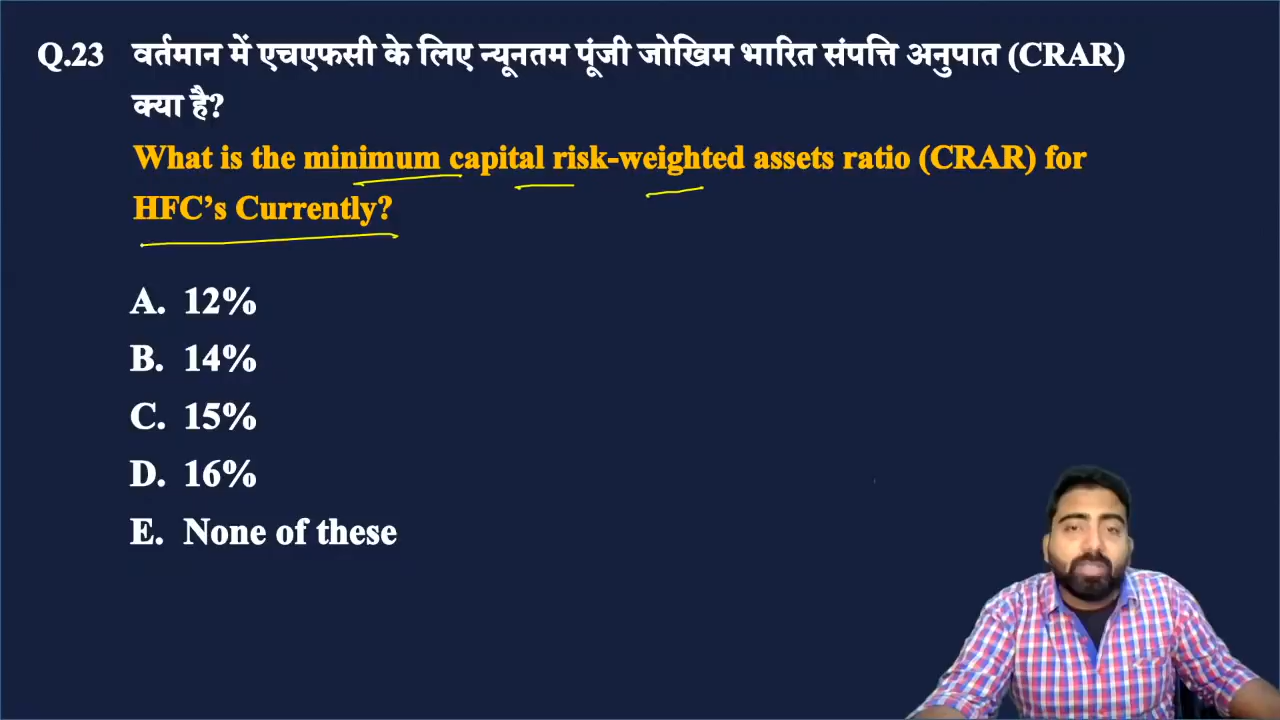 Q.23 वर्तमान में एचएफसी के लिए न्यूनतम पूंजी जोखिम भारित संपत्ति अनुपात (CRAR)
क्या है?
What is the minimum capital risk-weighted assets ratio (CRAR) for
HFC’s Currently?
A. 12%
B. 14%
C. 15%
D. 16%
E. None of these